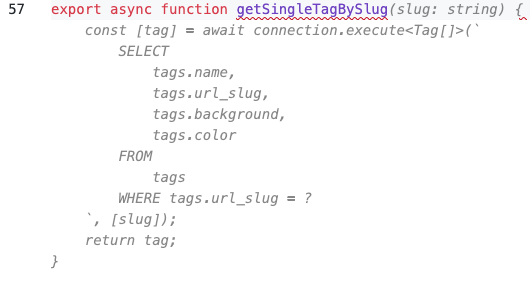 57 export async function getSingleTagBySlug(slug: string) {
const [tag] = await connection.execute<Tag[]>(`
SELECT
tags.name,
tags.url_slug,
tags.background,
tags.color
FROM
tags
WHERE tags.url_slug = ?
`, [slug]);
return tag;
}